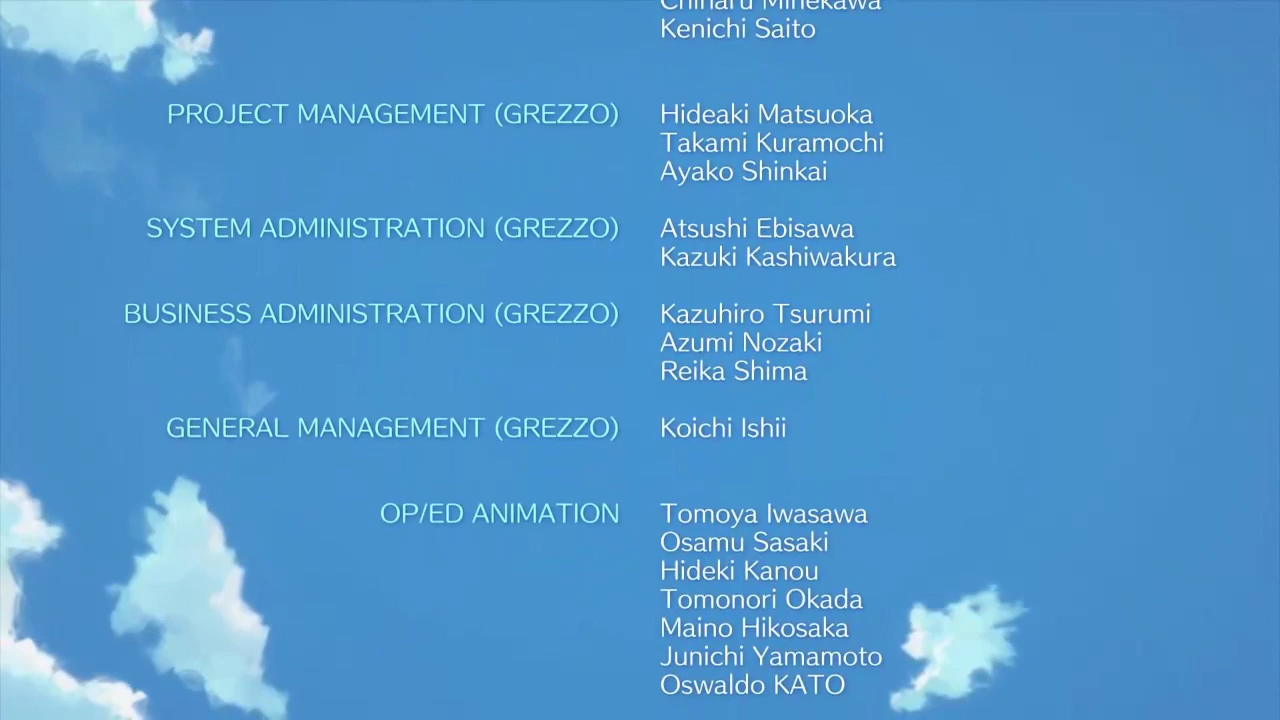 Chiharu Minekawa
Kenichi Saito
PROJECT MANAGEMENT (GREZZO) Hideaki Matsuoka
Takami Kuramochi
Ayako Shinkai
SYSTEM ADMINISTRATION (GREZZO) Atsushi Ebisawa
Kazuki Kashiwakura
BUSINESS ADMINISTRATION (GREZZO) Kazuhiro Tsurumi
Azumi Nozaki
Reika Shima
GENERAL MANAGEMENT (GREZZO) Koichi Ishii
OP/ED ANIMATION Tomoya Iwasawa
Osamu Sasaki
Hideki Kanou
Tomonori Okada
Maino Hikosaka
Junichi Yamamoto
Oswaldo KATO